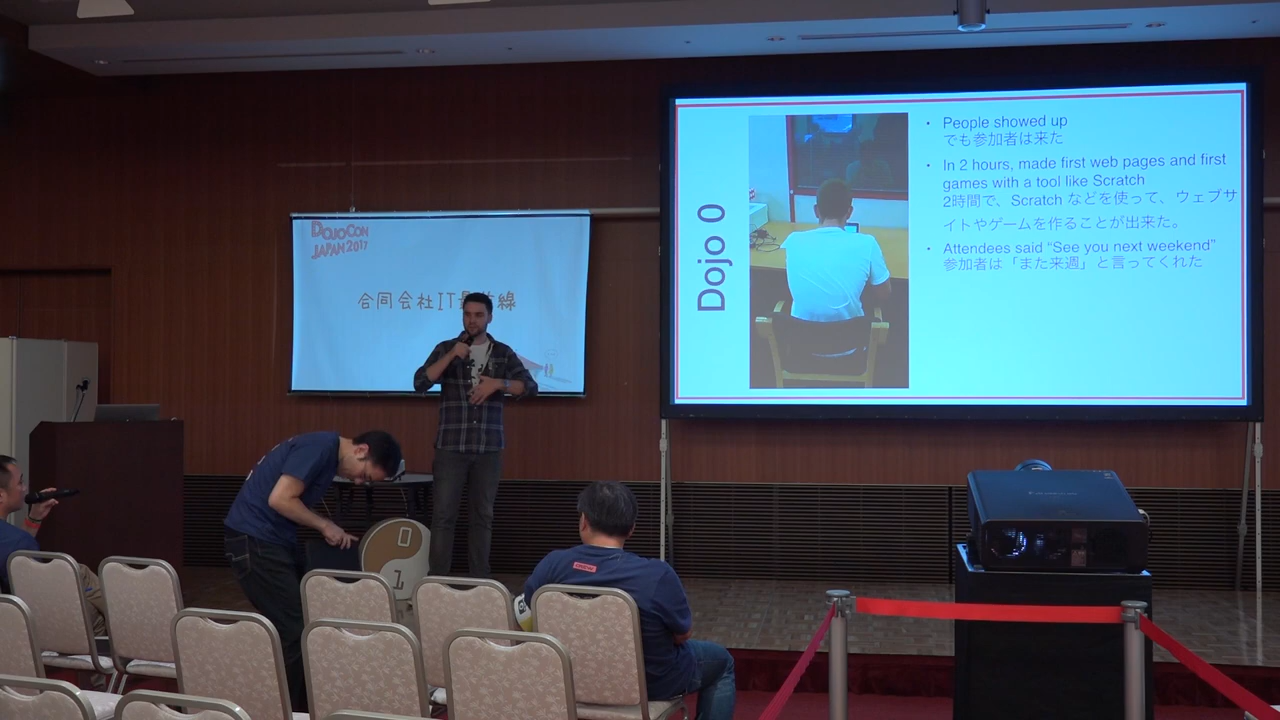 DOJOCON
JAPAN 2017
合同会社IT
線
Dojo 0
• People showed up
でも参加者は来た
• In 2 hours, made first web pages and first
games with a tool like Scratch
2時間で、Scratch などを使って、ウェブサ
イトやゲームを作ることが出来た。
• Attendees said “See you next weekend”
参加者は「また来週」と言ってくれた
0
1